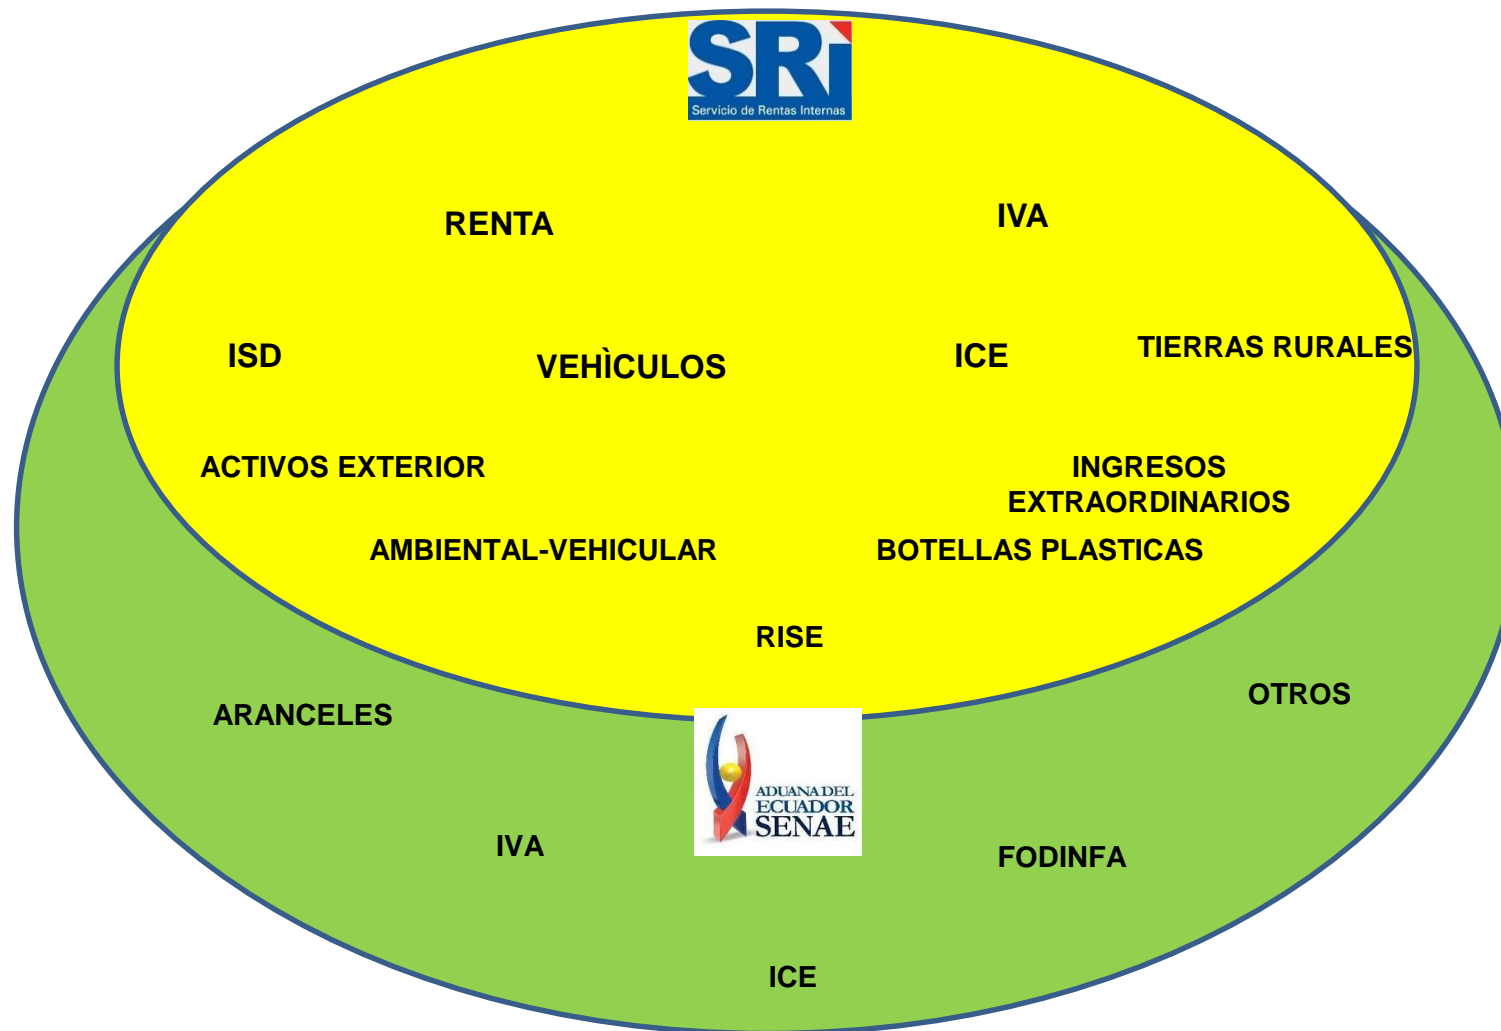 SRi
Servicio de Rentas Internas
RENTA
IVA
ISD
VEHÌCULOS
ICE
TIERRAS RURALES
ACTIVOS EXTERIOR
INGRESOS
EXTRAORDINARIOS
AMBIENTAL-VEHICULAR
BOTELLAS PLASTICAS
RISE
ARANCELES
OTROS
ADUANA DEL
ECUADOR
SENAE
IVA
FODINFA
ICE